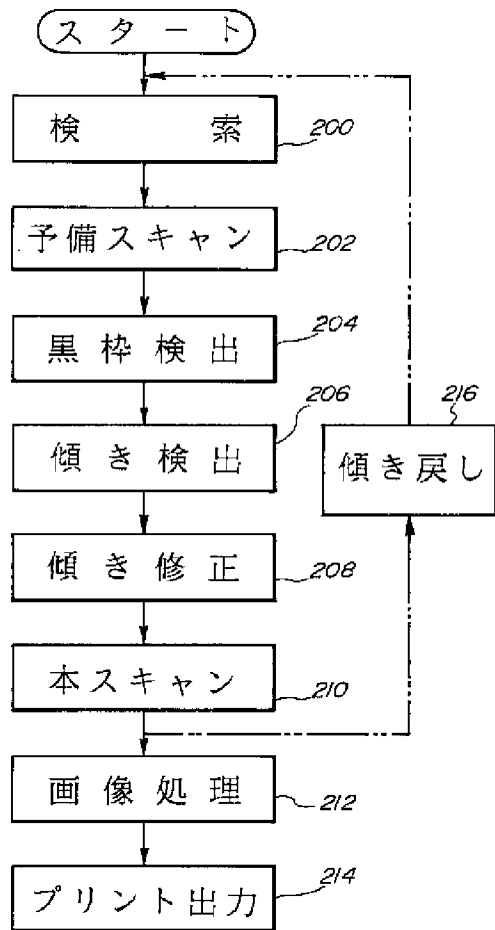 スタート
検索
200
予備スキャン
202
黒枠検出
204
傾き検出
206
傾き戻し
216
傾き修正
208
本スキャン
210
画像処理
212
プリント出力
214